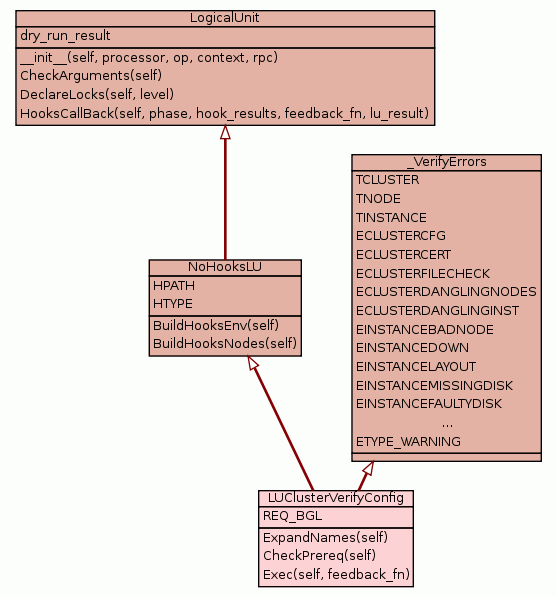 LogicalUnit
dry_run_result
__init__(self, processor, op, context, rpc)
CheckArguments(self)
DeclareLocks(self, level)
HooksCallBack(self, phase, hook_results, feedback_fn, lu_result)
_VerifyErrors
TCLUSTER
TNODE
TINSTANCE
ECLUSTERCFG
ECLUSTERCERT
ECLUSTERFILECHECK
ECLUSTERDANGLINGNODES
ECLUSTERDANGLINGINST
EINSTANCEBADNODE
EINSTANCEDOWN
EINSTANCELAYOUT
EINSTANCEMISSINGDISK
EINSTANCEFAULTYDISK
...
ETYPE_WARNING
NoHooksLU
HPATH
HTYPE
BuildHooksEnv(self)
BuildHooksNodes(self)
LUClusterVerifyConfig
REQ_BGL
ExpandNames(self)
CheckPrereq(self)
Exec(self, feedback_fn)